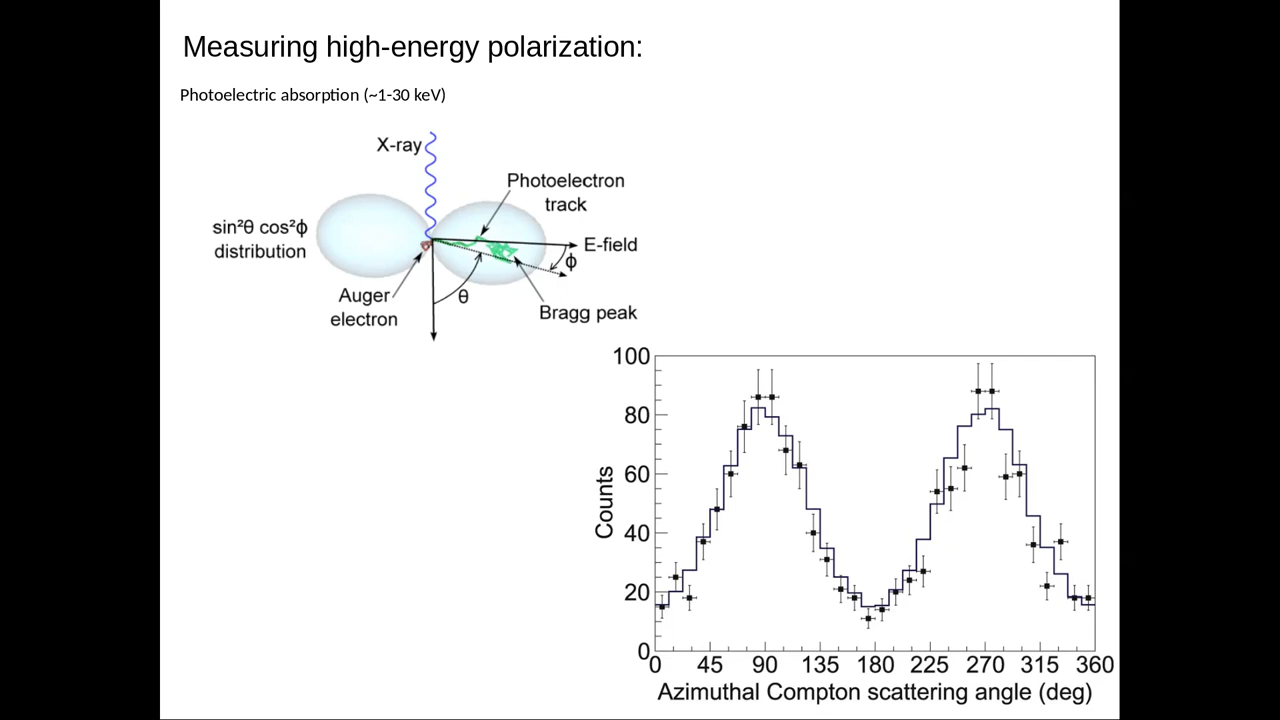 Measuring high-energy polarization:
Photoelectric absorption (~1-30 keV)
X-ray
Photoelectron
track
sin²θ cos²ϕ
distribution
E-field
ϕ
θ
Auger
electron
Bragg peak
100
80
60
40
20
0
Counts
0 45 90 135 180 225 270 315 360
Azimuthal Compton scattering angle (deg)